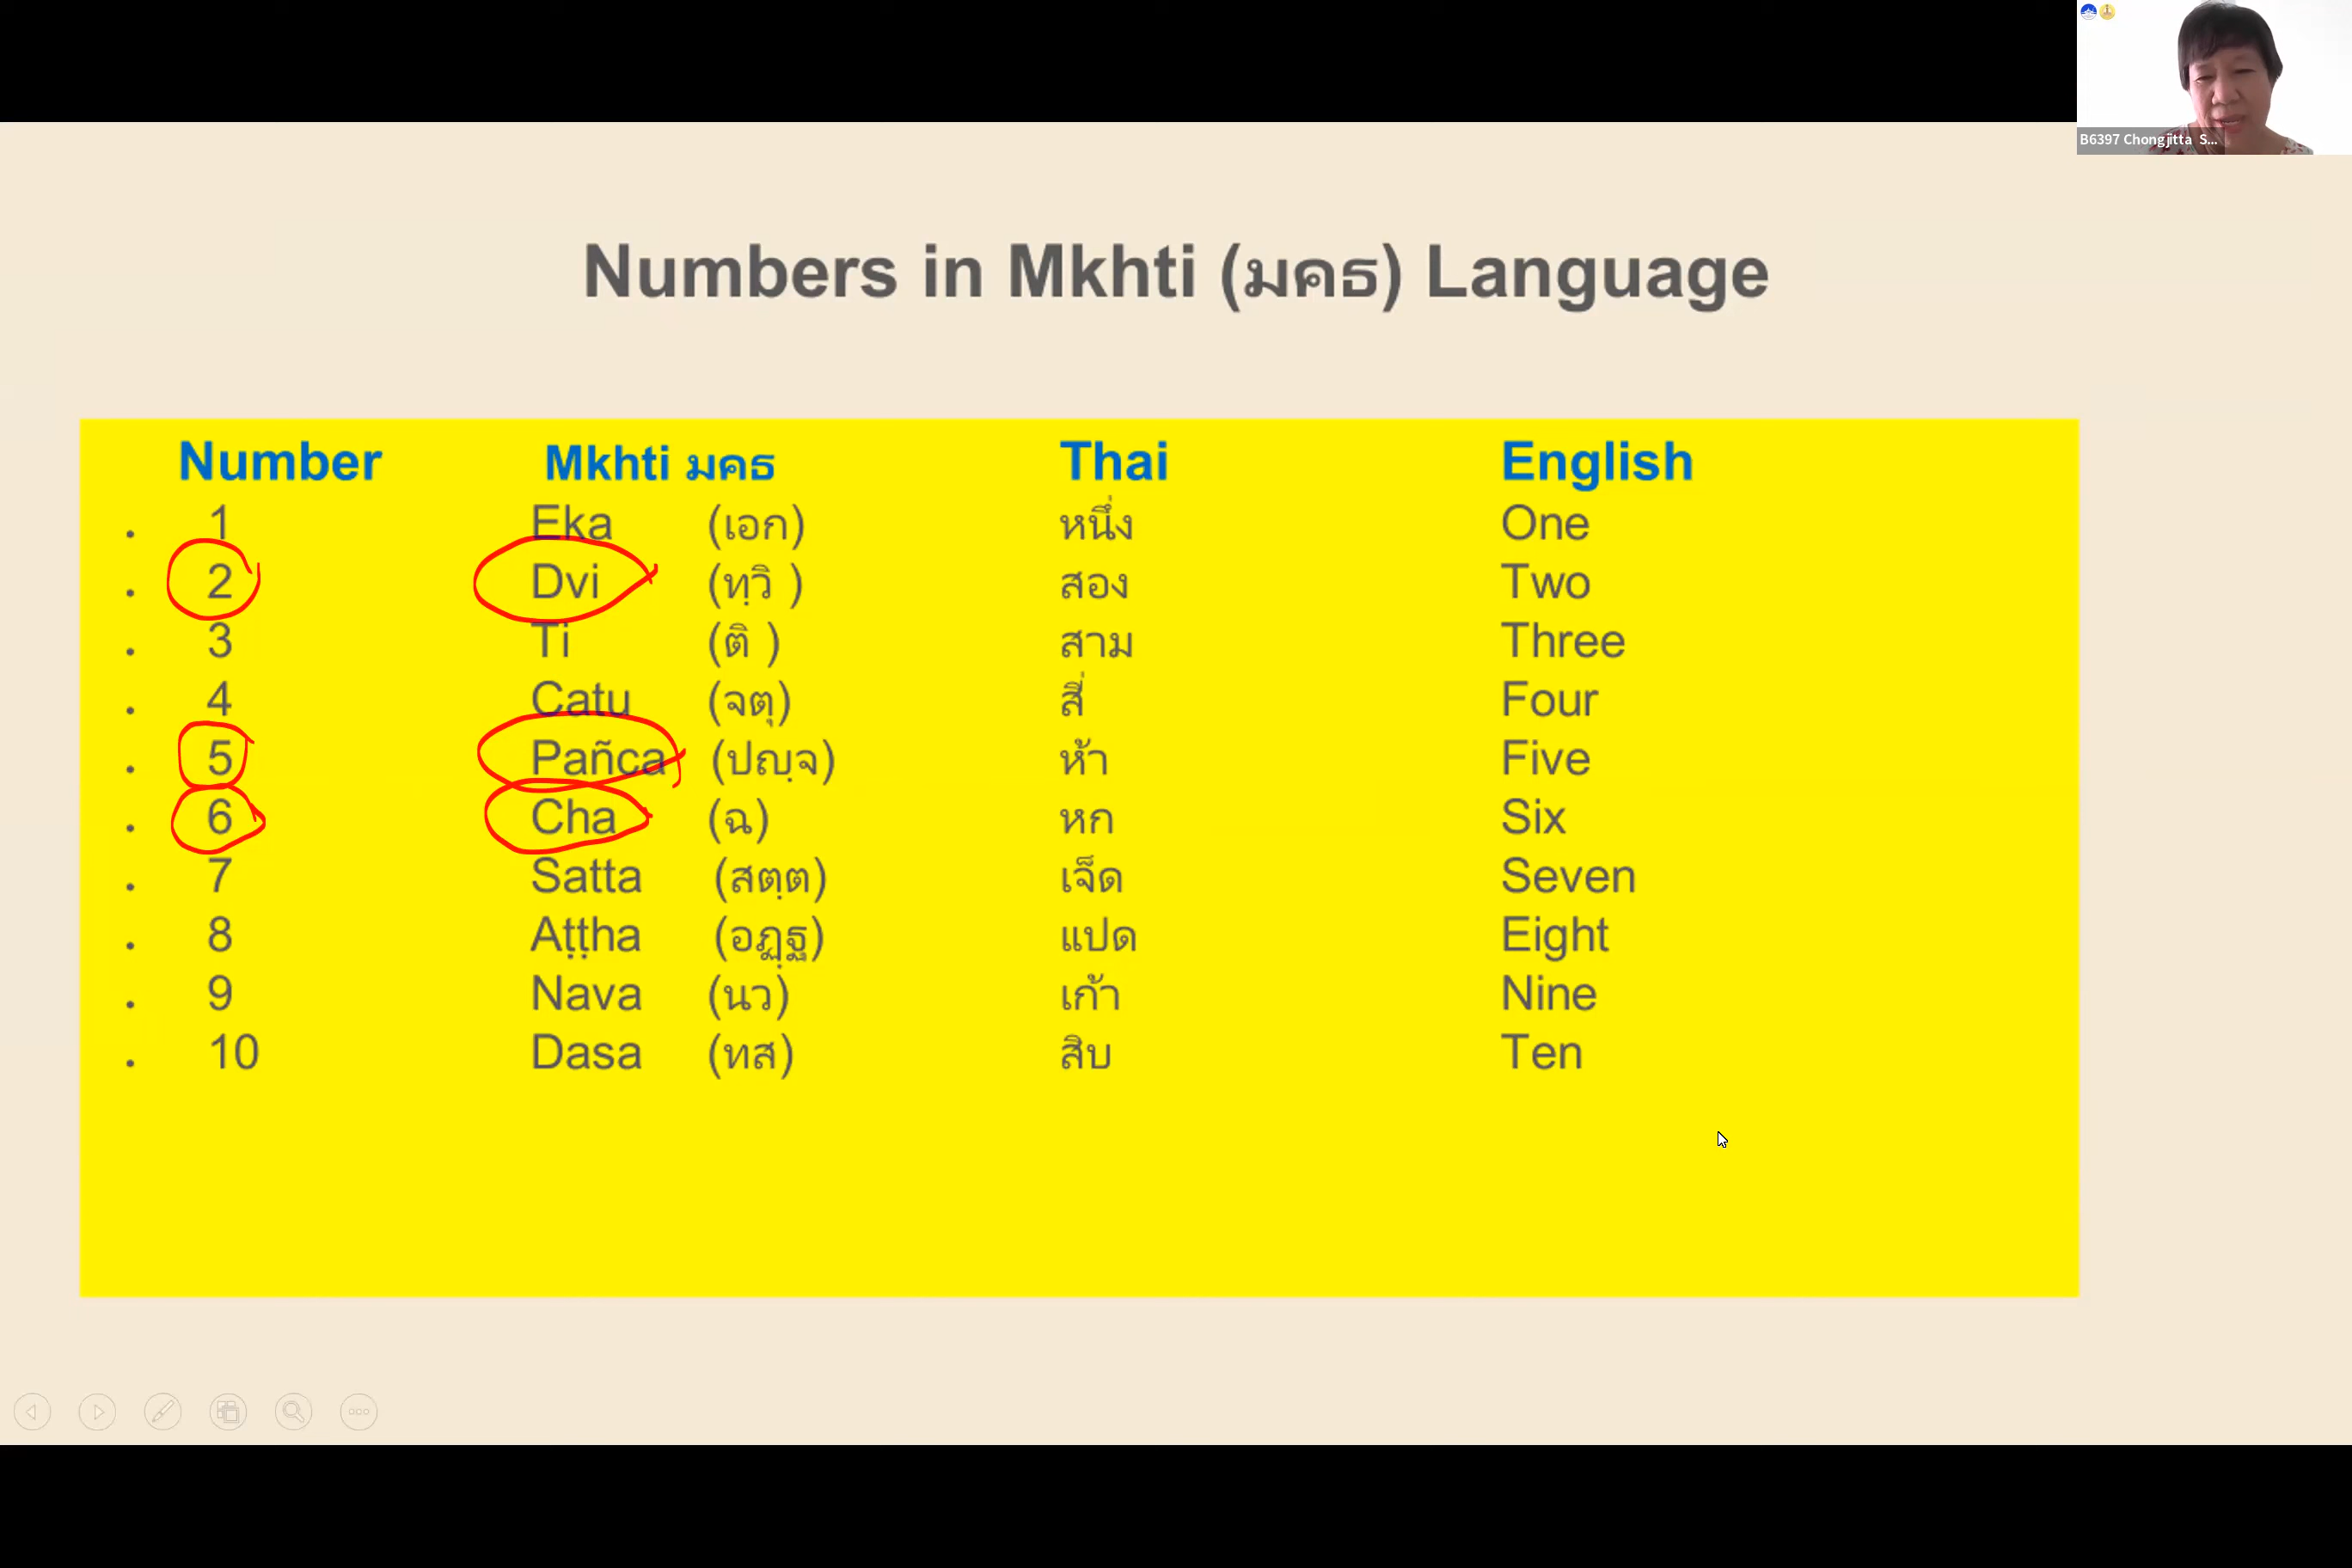 B6397 Chongjitta S...
Numbers in Mkhti (มคธ) Language
Number Mkhti มคธ Thai English
. 1 Eka (เอก) หนึ่ง One
. 2 Dvi (ทฺวิ ) สอง Two
. 3 Ti (ติ ) สาม Three
. 4 Catu (จตุ) สี่ Four
. 5 Pañca (ปญฺจ) ห้า Five
. 6 Cha (ฉ) หก Six
. 7 Satta (สตฺต) เจ็ด Seven
. 8 Aṭṭha (อฏฺฐ) แปด Eight
. 9 Nava (นว) เก้า Nine
. 10 Dasa (ทส) สิบ Ten